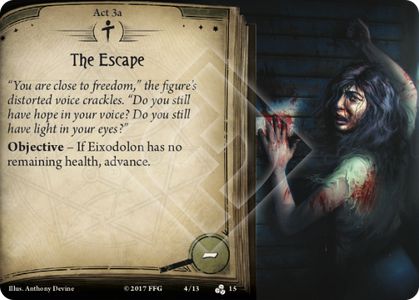 Act 3a
The Escape
“You are close to freedom,” the figure’s
distorted voice crackles. “Do you still
have hope in your voice? Do you still
have light in your eyes?”
Objective – If Eixodolon has no
remaining health, advance.
–
Illus. Anthony Devine
© 2017 FFG
4/13
15